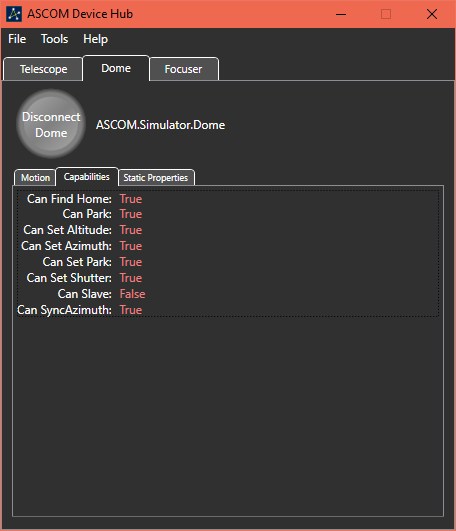 ASCOM Device Hub
File Tools Help
Telescope Dome Focuser
Disconnect
Dome
ASCOM.Simulator.Dome
Motion Capabilities Static Properties
Can Find Home: True
Can Park: True
Can Set Altitude: True
Can Set Azimuth: True
Can Set Park: True
Can Set Shutter: True
Can Slave: False
Can SyncAzimuth: True